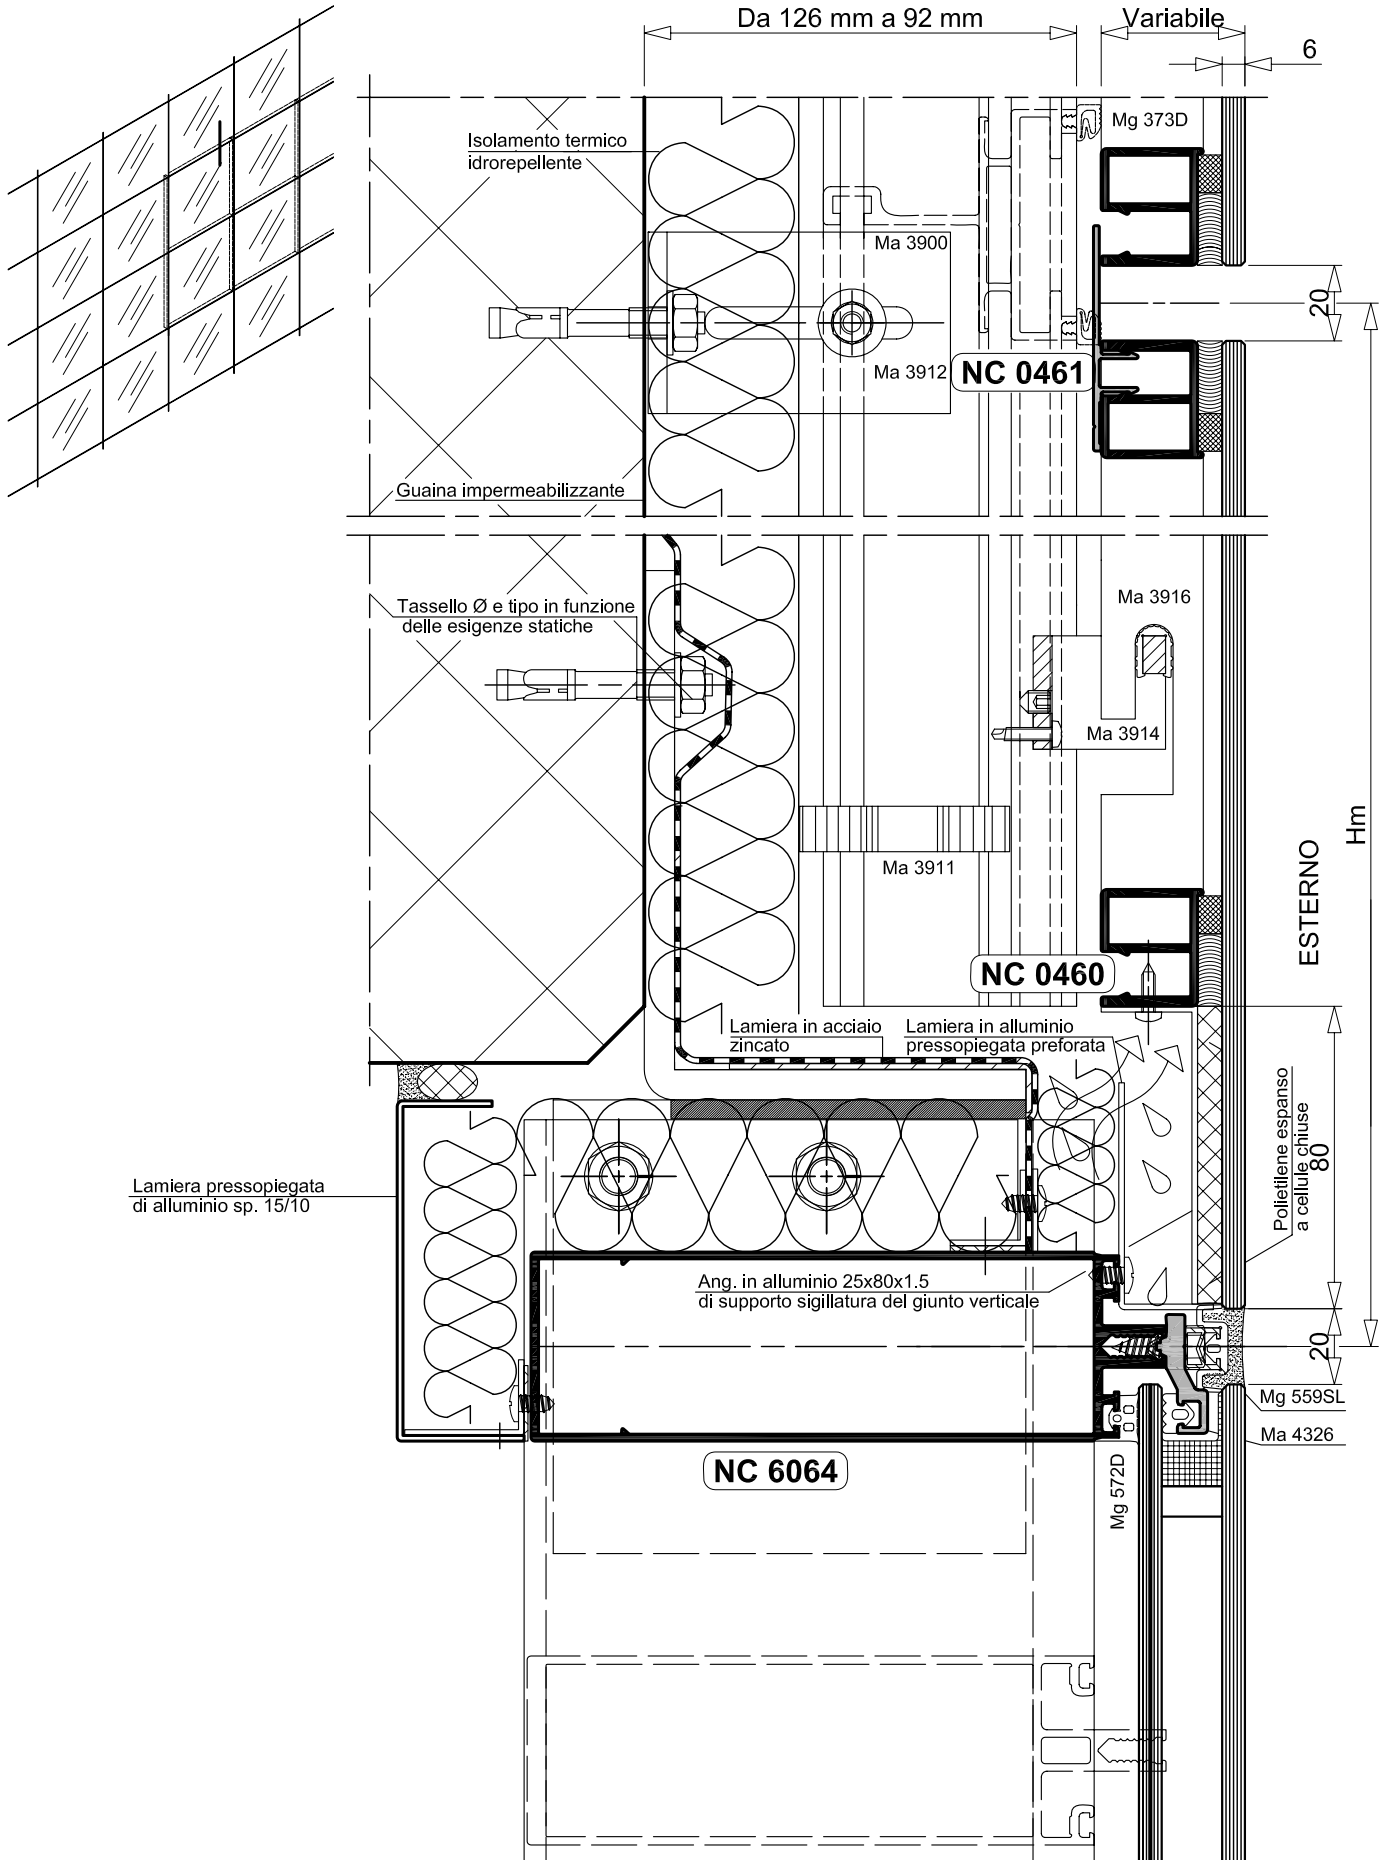 Da 126 mm a 92 mm
Variabile
6
Mg 373D
Isolamento termico
idrorepellente
Ma 3900
20
Ma 3912
NC 0461
Guaina impermeabilizzante
Tassello Ø e tipo in funzione
delle esigenze statiche
Ma 3916
Ma 3914
Hm
Ma 3911
ESTERNO
NC 0460
Lamiera in acciaio
zincato
Lamiera in alluminio
pressopiegata preforata
Polietilene espanso
a cellule chiuse
80
Lamiera pressopiegata
di alluminio sp. 15/10
Ang. in alluminio 25x80x1.5
di supporto sigillatura del giunto verticale
20
Mg 559SL
Ma 4326
NC 6064
Mg 572D